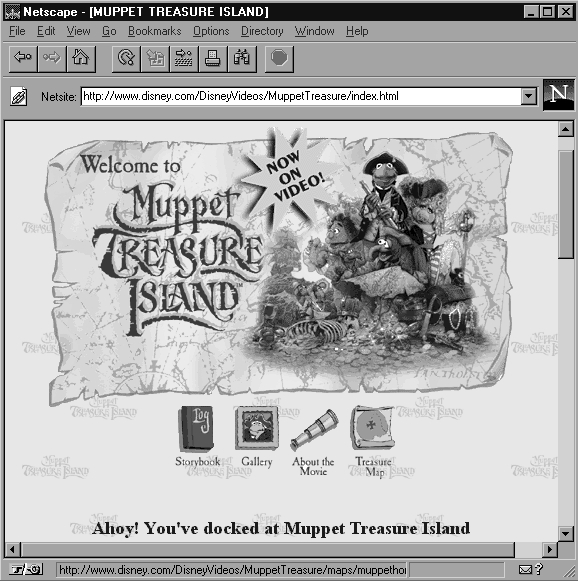 Netscape - [MUPPET TREASURE ISLAND]
File Edit View Go Bookmarks Options Directory Window Help
Netsite: http://www.disney.com/DisneyVideos/MuppetTreasure/index.html
N
Welcome to
NOW
ON
VIDEO!
Muppet
TREASURE
ISLAND
Log
Storybook Gallery About the Movie Treasure Map
Ahoy! You've docked at Muppet Treasure Island
http://www.disney.com/DisneyVideos/MuppetTreasure/maps/muppethor
?